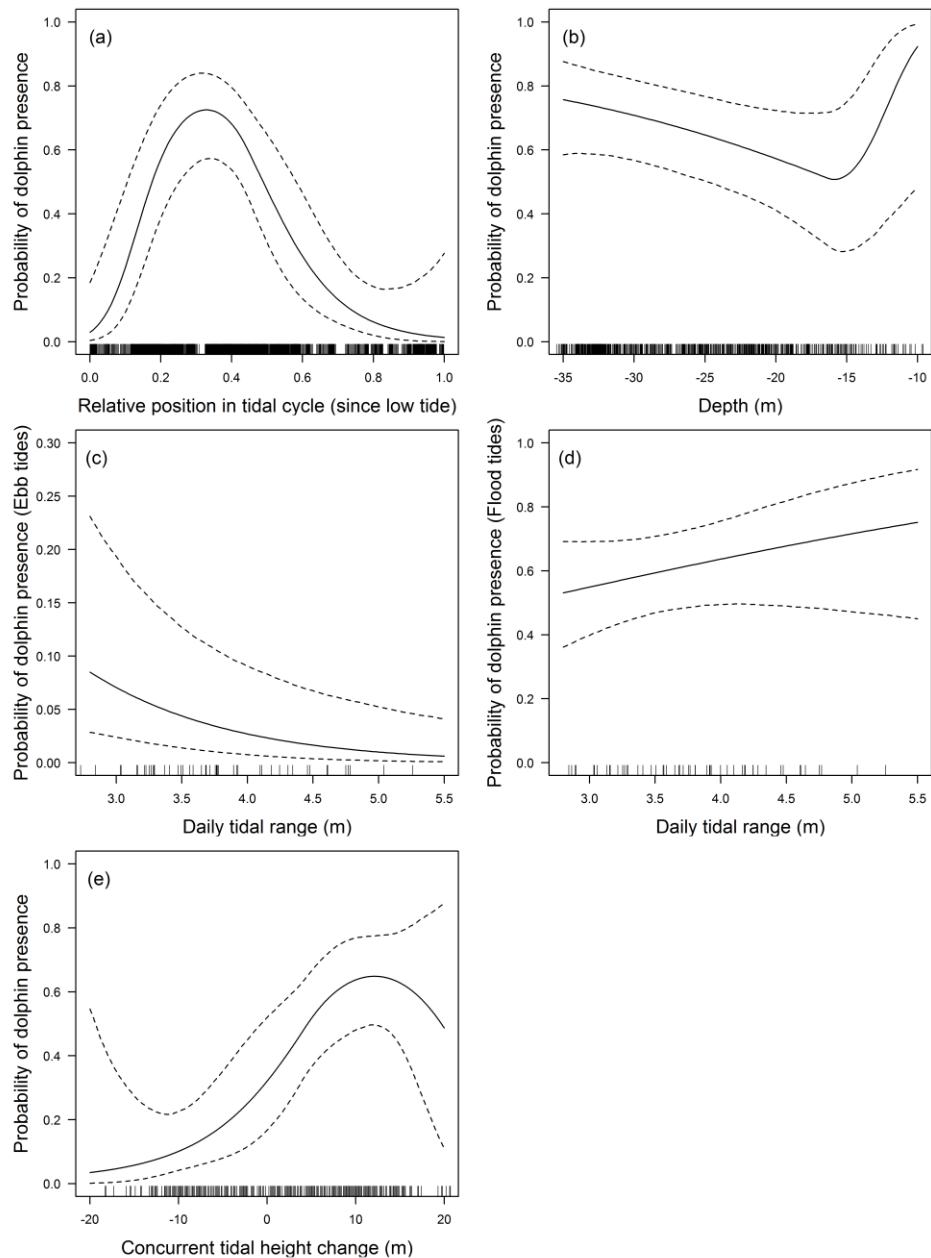 (a)
1.0
0.8
0.6
0.4
0.2
0.0
Probability of dolphin presence
0.0 0.2 0.4 0.6 0.8 1.0
Relative position in tidal cycle (since low tide)
(b)
1.0
0.8
0.6
0.4
0.2
0.0
Probability of dolphin presence
-35 -30 -25 -20 -15 -10
Depth (m)
(c)
0.30
0.25
0.20
0.15
0.10
0.05
0.00
Probability of dolphin presence (Ebb tides)
3.0 3.5 4.0 4.5 5.0 5.5
Daily tidal range (m)
(d)
1.0
0.8
0.6
0.4
0.2
0.0
Probability of dolphin presence (Flood tides)
3.0 3.5 4.0 4.5 5.0 5.5
Daily tidal range (m)
(e)
1.0
0.8
0.6
0.4
0.2
0.0
Probability of dolphin presence
-20 -10 0 10 20
Concurrent tidal height change (m)